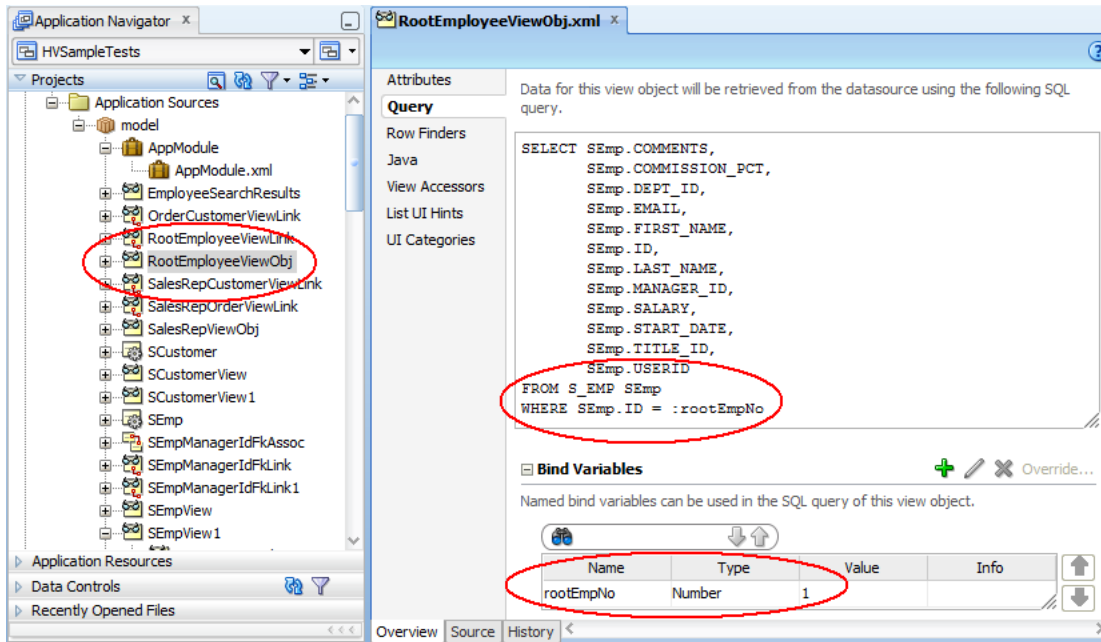 Application Navigator x
HVSampleTests
Projects
Application Sources
model
AppModule
AppModule.xml
EmployeeSearchResults
OrderCustomerViewLink
RootEmployeeViewLink
RootEmployeeViewObj
SalesRepCustomerViewLink
SalesRepOrderViewLink
SalesRepViewObj
SCustomer
SCustomerView
SCustomerView1
SEmp
SEmpManagerIdFkAssoc
SEmpManagerIdFkLink
SEmpManagerIdFkLink1
SEmpView
SEmpView1
Application Resources
Data Controls
Recently Opened Files
RootEmployeeViewObj.xml x
Attributes
Query
Row Finders
Java
View Accessors
List UI Hints
UI Categories
Data for this view object will be retrieved from the datasource using the following SQL
query.
SELECT SEmp.COMMENTS,
SEmp.COMMISSION_PCT,
SEmp.DEPT_ID,
SEmp.EMAIL,
SEmp.FIRST_NAME,
SEmp.ID,
SEmp.LAST_NAME,
SEmp.MANAGER_ID,
SEmp.SALARY,
SEmp.START_DATE,
SEmp.TITLE_ID,
SEmp.USERID
FROM S_EMP SEmp
WHERE SEmp.ID = :rootEmpNo
Bind Variables Override...
Named bind variables can be used in the SQL query of this view object.
Name Type Value Info
rootEmpNo Number 1
Overview Source History